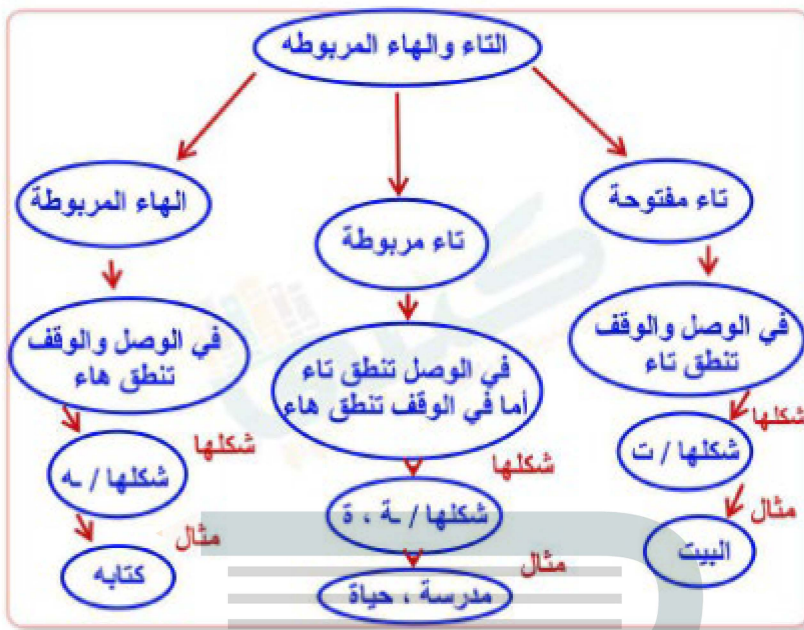 التاء والهاء المربوطه
تاء مفتوحة
في الوصل والوقف
تنطق تاء
شكلها
شكلها / ت
مثال
البيت
تاء مربوطة
في الوصل تنطق تاء
أما في الوقف تنطق هاء
شكلها
شكلها / ـة ، ة
مثال
مدرسة ، حياة
الهاء المربوطة
في الوصل والوقف
تنطق هاء
شكلها
شكلها / ـه
مثال
كتابه